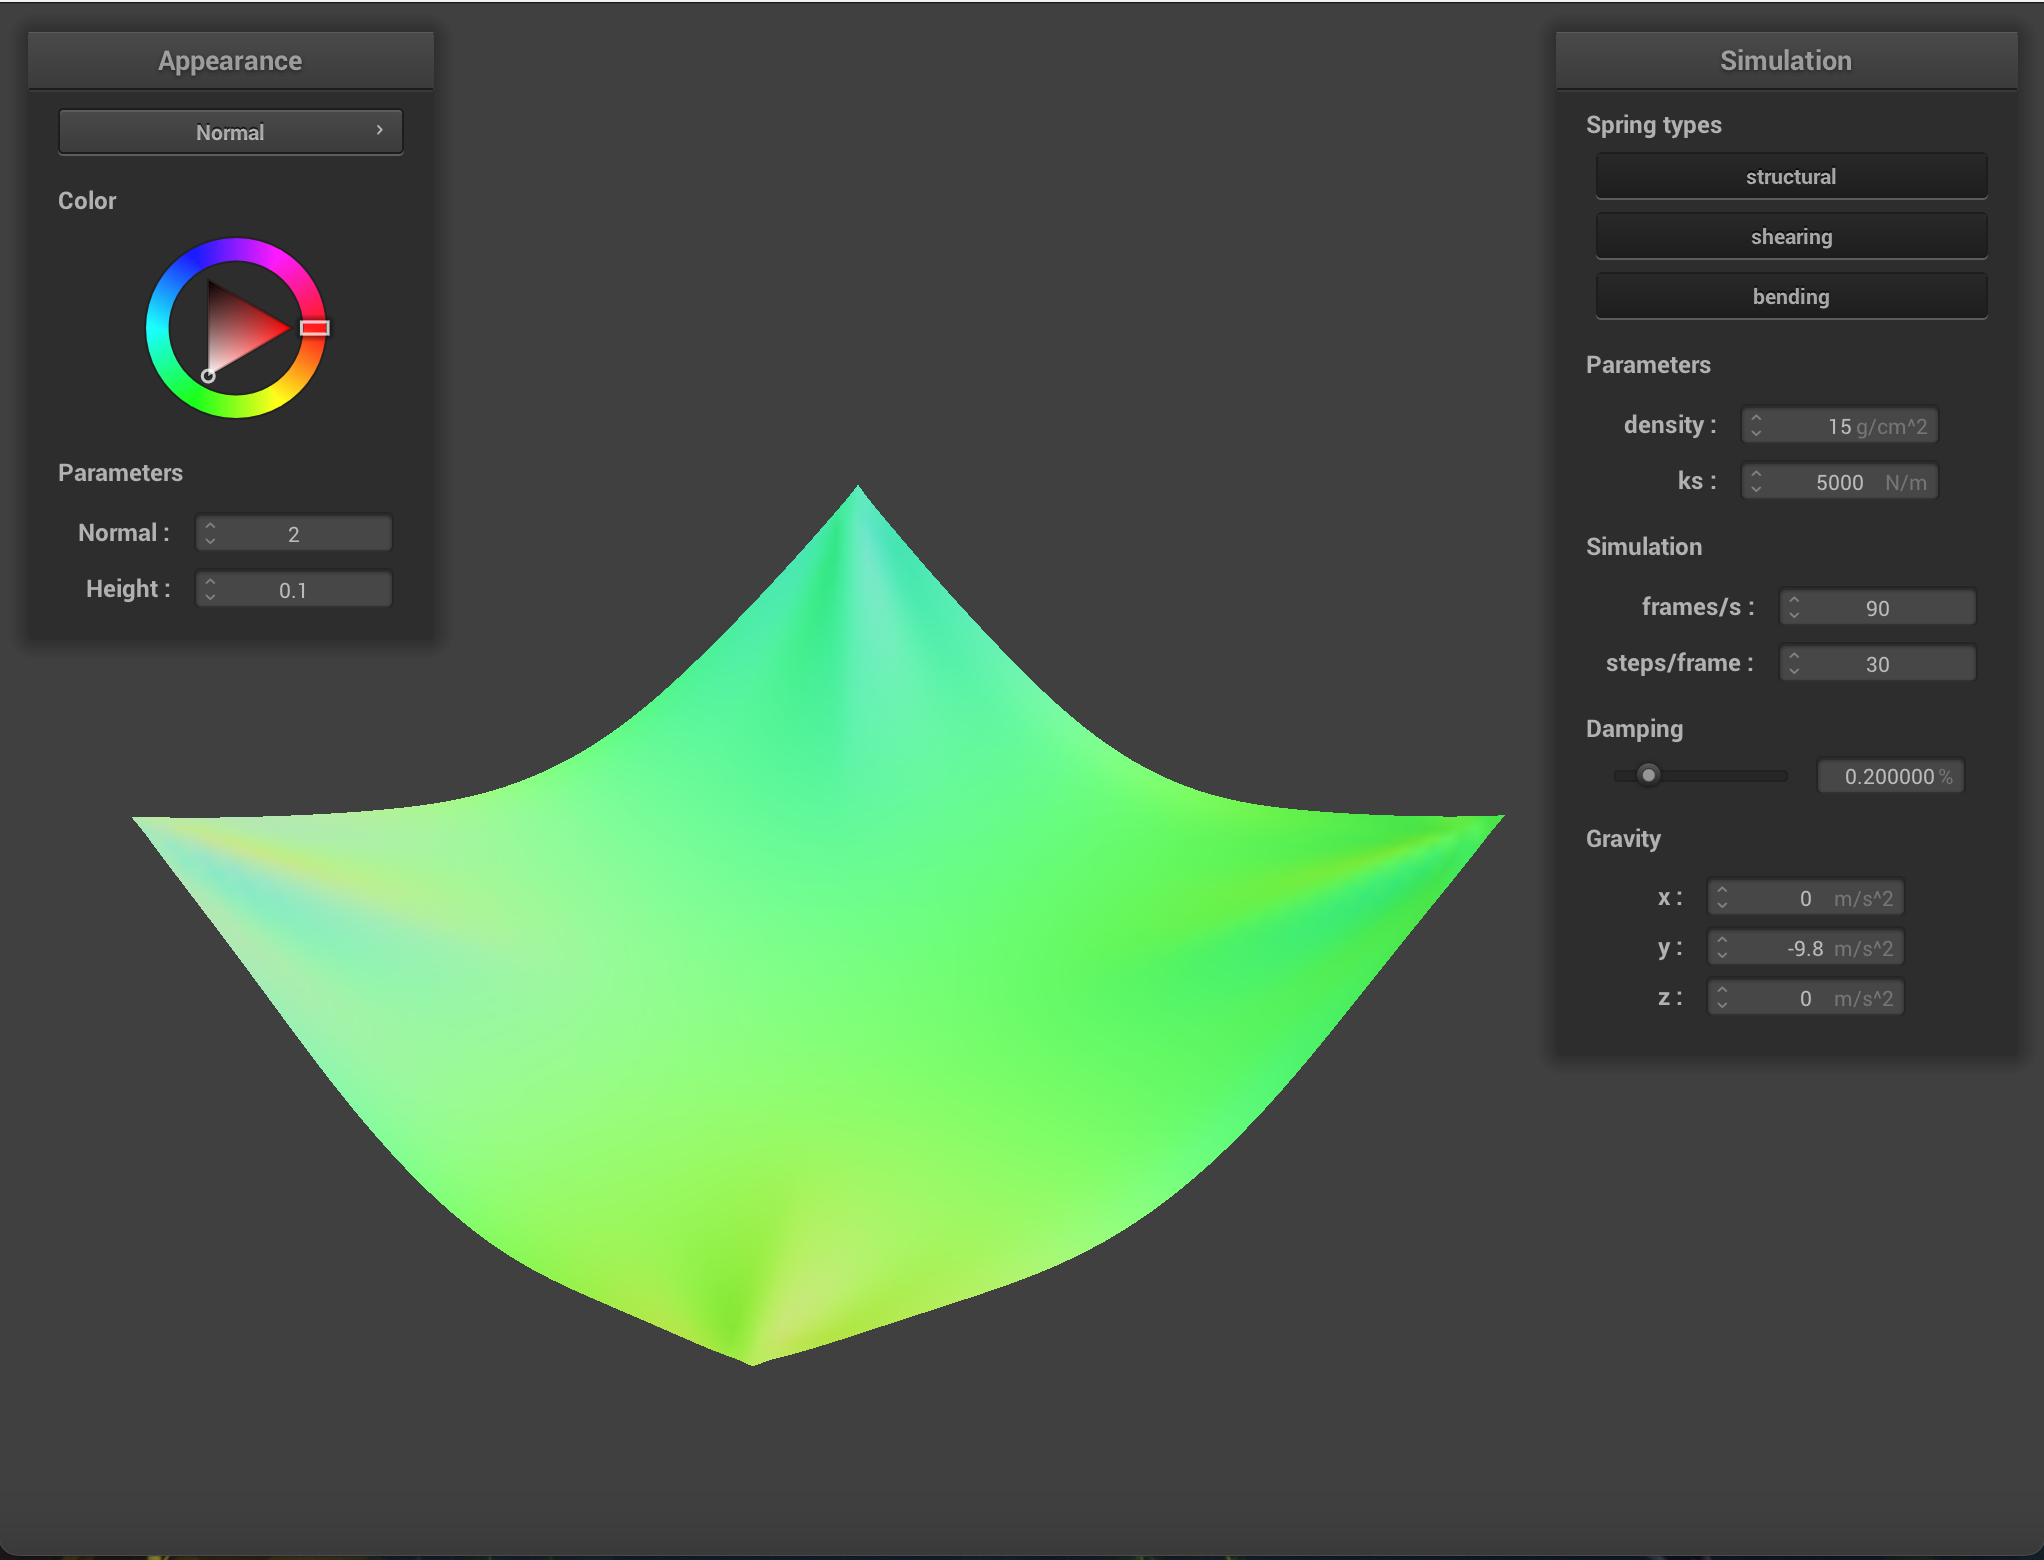 Appearance
Normal
Color
Parameters
Normal : 2
Height : 0.1
Simulation
Spring types
structural
shearing
bending
Parameters
density : 15 g/cm^2
ks : 5000 N/m
Simulation
frames/s : 90
steps/frame : 30
Damping
0.200000 %
Gravity
x : 0 m/s^2
y : -9.8 m/s^2
z : 0 m/s^2